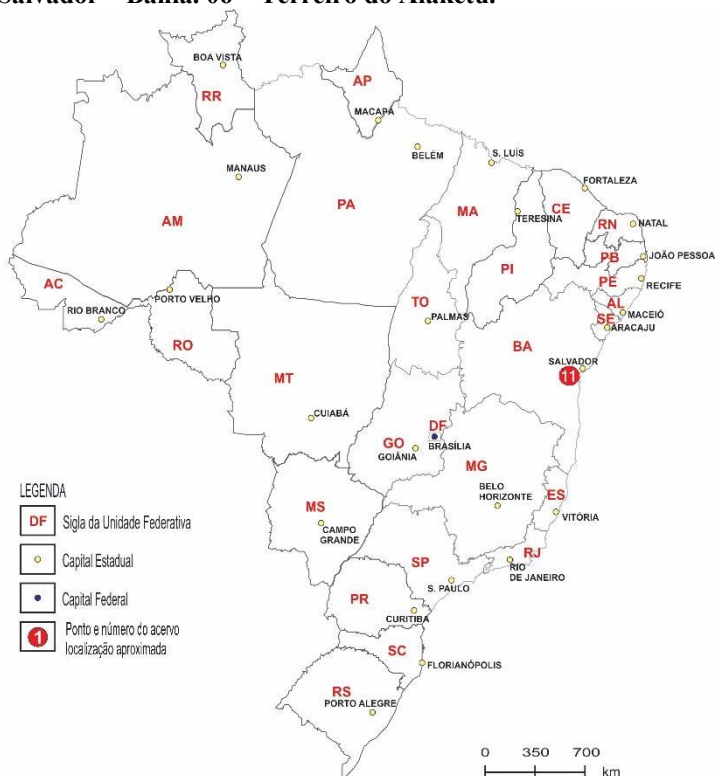 Salvador – Bahia. 06 – Terreiro do Alaketu.
BOA VISTA
RR
AP
MACAPÁ
BELÉM
S. LUÍS
MANAUS
FORTALEZA
AM
PA
MA
TERESINA
CE
RN
NATAL
PB
JOÃO PESSOA
AC
PI
PE
RECIFE
RIO BRANCO
PORTO VELHO
TO
PALMAS
AL
MACEIÓ
SE
ARACAJU
RO
BA
MT
SALVADOR
11
CUIABÁ
GO
GOIÂNIA
DF
BRASÍLIA
MG
BELO
HORIZONTE
ES
VITÓRIA
MS
CAMPO
GRANDE
SP
RJ
RIO
DE JANEIRO
S. PAULO
PR
CURITIBA
SC
FLORIANÓPOLIS
RS
PORTO ALEGRE
LEGENDA
DF Sigla da Unidade Federativa
Capital Estadual
Capital Federal
1 Ponto e número do acervo
localização aproximada
0 350 700
km